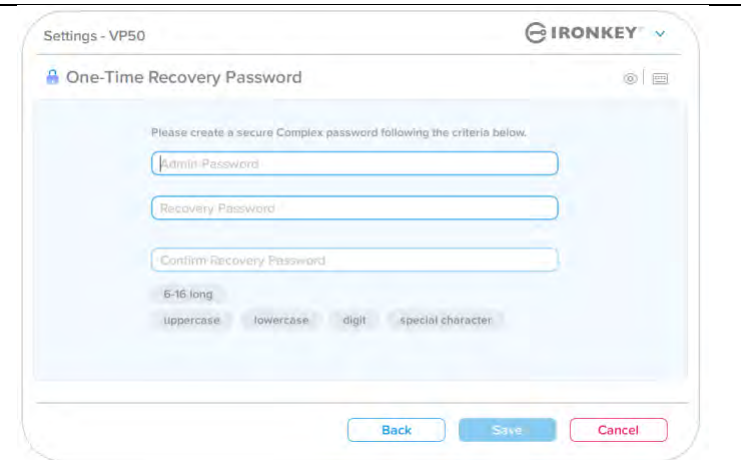 Settings - VP50
IRONKEY
One-Time Recovery Password
Please create a secure Complex password following the criteria below.
Admin Password
Recovery Password
Confirm Recovery Password
6-16 long
uppercase lowercase digit special character
Back Save Cancel